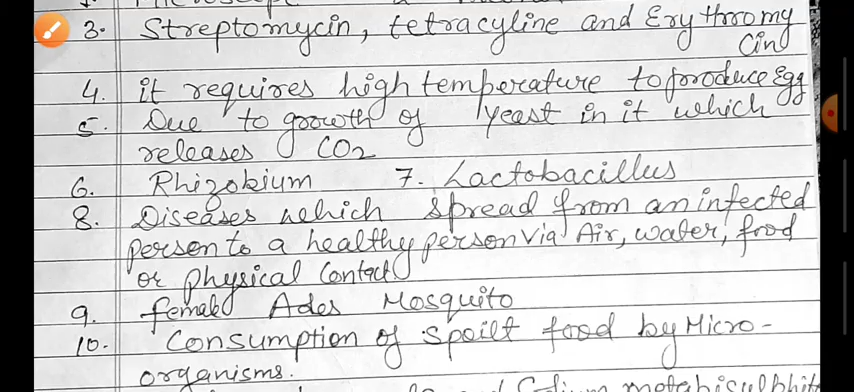 3. Streptomycin, tetracyline and Erythromy
Cin
4. it requires high temperature to produce Egg
5. Due to growth of yeast in it which
releases CO2
6. Rhizobium 7. Lactobacillus
8. Diseases which spread from an infected
person to a healthy person via Air, water, food
or physical Contact
9. female Ades Mosquito
10. Consumption of spoilt food by Micro-
organisms.